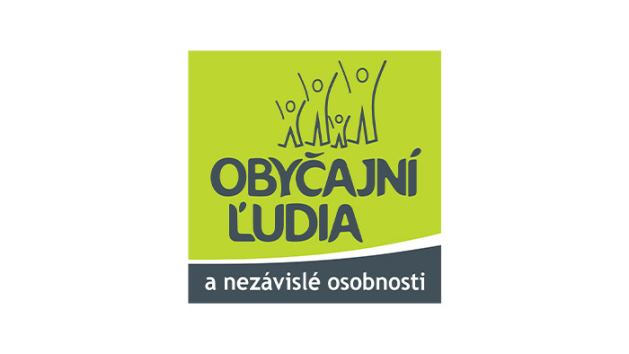 OBYČAJNÍ
ĽUDIA
a nezávislé osobnosti